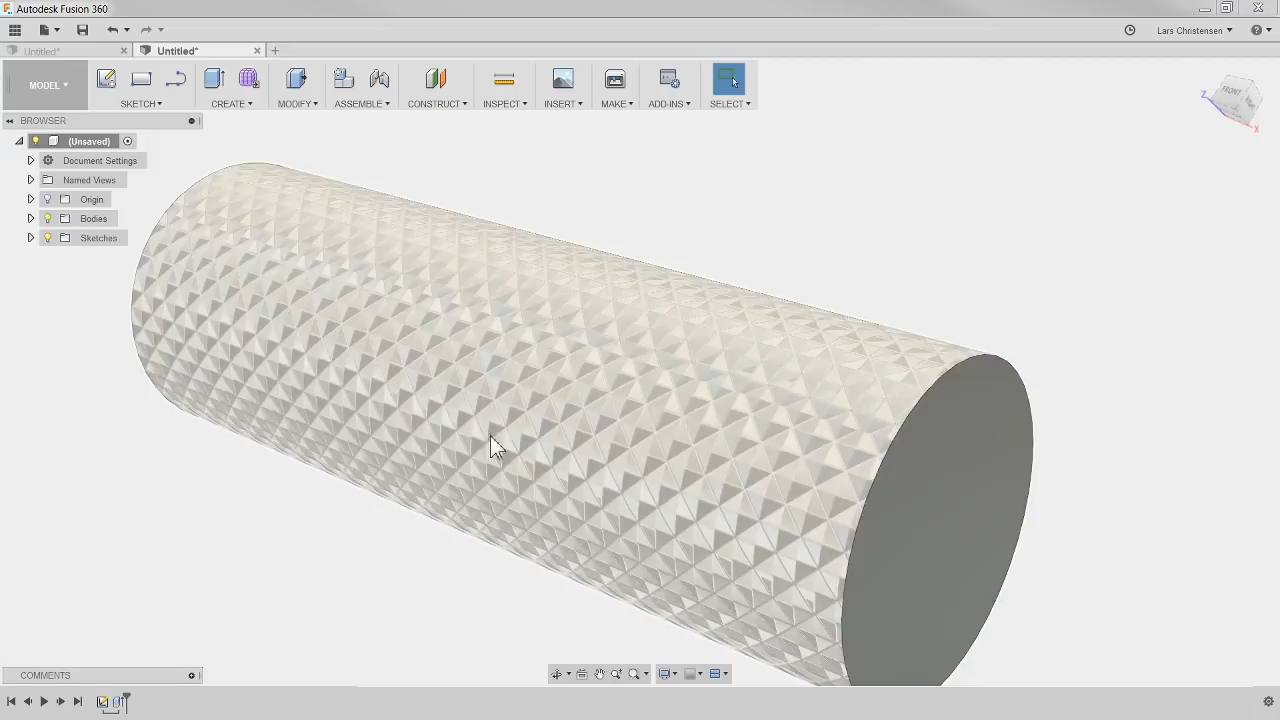 Autodesk Fusion 360
Lars Christensen
Untitled*
Untitled*
MODEL
SKETCH
CREATE
MODIFY
ASSEMBLE
CONSTRUCT
INSPECT
INSERT
MAKE
ADD-INS
SELECT
FRONT
Z
X
BROWSER
(Unsaved)
Document Settings
Named Views
Origin
Bodies
Sketches
COMMENTS